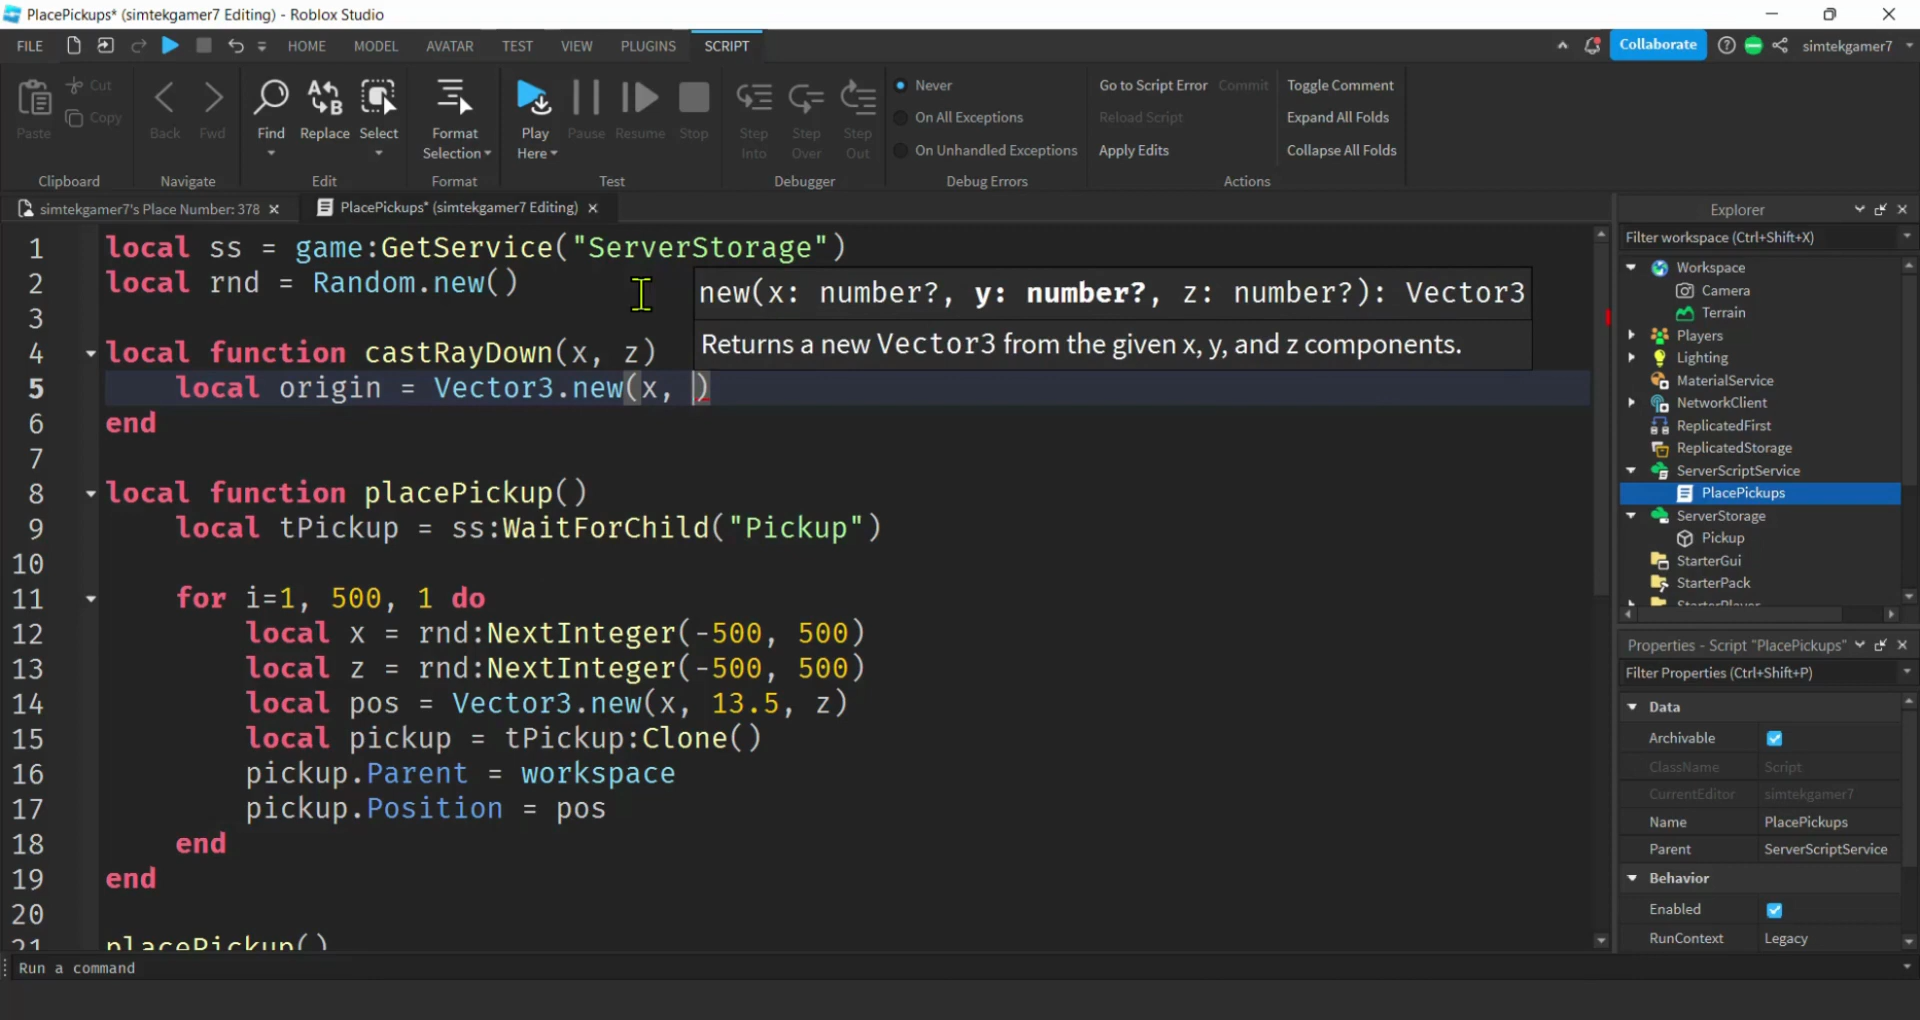 PlacePickups* (simtekgamer7 Editing) - Roblox Studio
FILE HOME MODEL AVATAR TEST VIEW PLUGINS SCRIPT Collaborate simtekgamer7
Paste
Cut
Copy
Clipboard
Back Fwd
Navigate
Find Replace Select
Edit
Format
Selection
Format
Play
Here
Pause Resume Stop
Test
Step
Into
Step
Over
Step
Out
Debugger
Never
On All Exceptions
On Unhandled Exceptions
Debug Errors
Go to Script Error Commit
Reload Script
Apply Edits
Toggle Comment
Expand All Folds
Collapse All Folds
Actions
simtekgamer7's Place Number: 378
PlacePickups* (simtekgamer7 Editing)
1 local ss = game:GetService("ServerStorage")
2 local rnd = Random.new()
3
4 local function castRayDown(x, z)
5 local origin = Vector3.new(x, )
6 end
7
8 local function placePickup()
9 local tPickup = ss:WaitForChild("Pickup")
10
11 for i=1, 500, 1 do
12 local x = rnd:NextInteger(-500, 500)
13 local z = rnd:NextInteger(-500, 500)
14 local pos = Vector3.new(x, 13.5, z)
15 local pickup = tPickup:Clone()
16 pickup.Parent = workspace
17 pickup.Position = pos
18 end
19 end
20
21 placePickup()
new(x: number?, y: number?, z: number?): Vector3
Returns a new Vector3 from the given x, y, and z components.
Run a command
Explorer
Filter workspace (Ctrl+Shift+X)
Workspace
Camera
Terrain
Players
Lighting
MaterialService
NetworkClient
ReplicatedFirst
ReplicatedStorage
ServerScriptService
PlacePickups
ServerStorage
Pickup
StarterGui
StarterPack
StarterPlayer
Properties - Script "PlacePickups"
Filter Properties (Ctrl+Shift+P)
Data
Archivable
ClassName Script
CurrentEditor simtekgamer7
Name PlacePickups
Parent ServerScriptService
Behavior
Enabled
RunContext Legacy